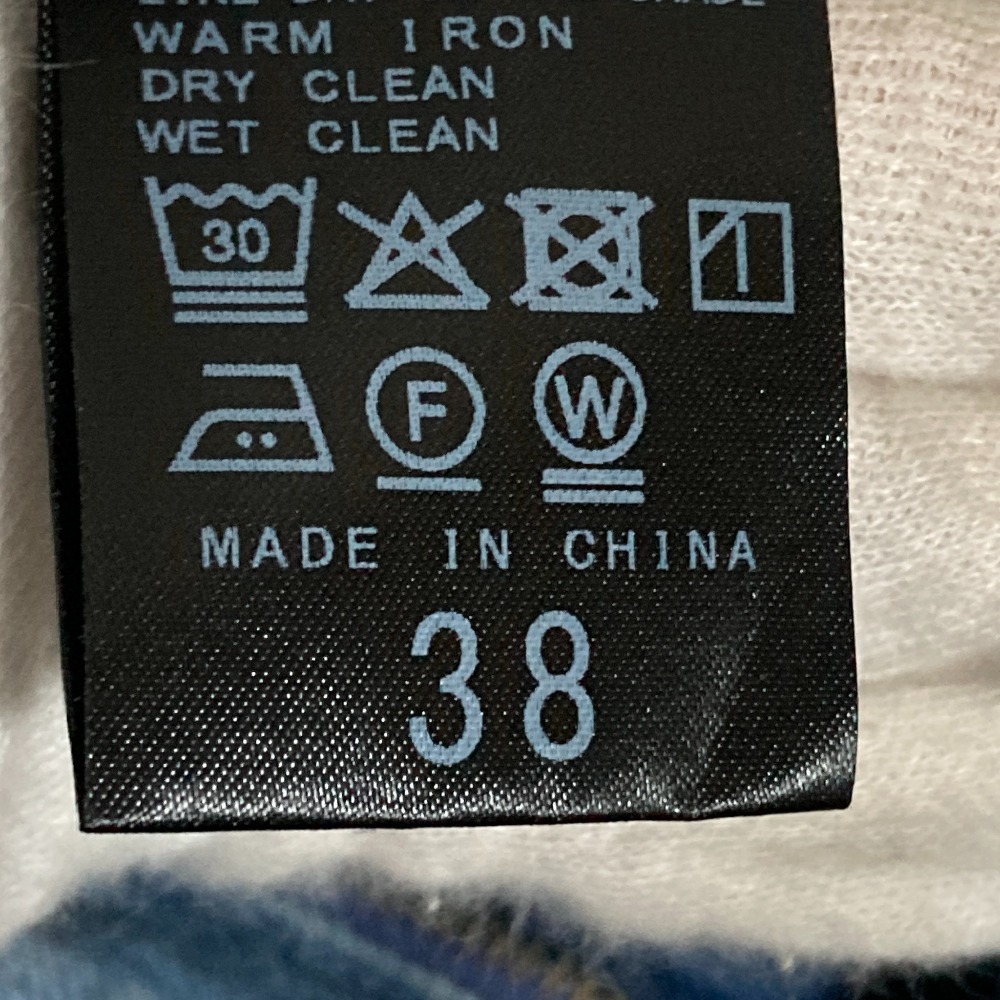 WARM IRON
DRY CLEAN
WET CLEAN
30
F W
MADE IN CHINA
38